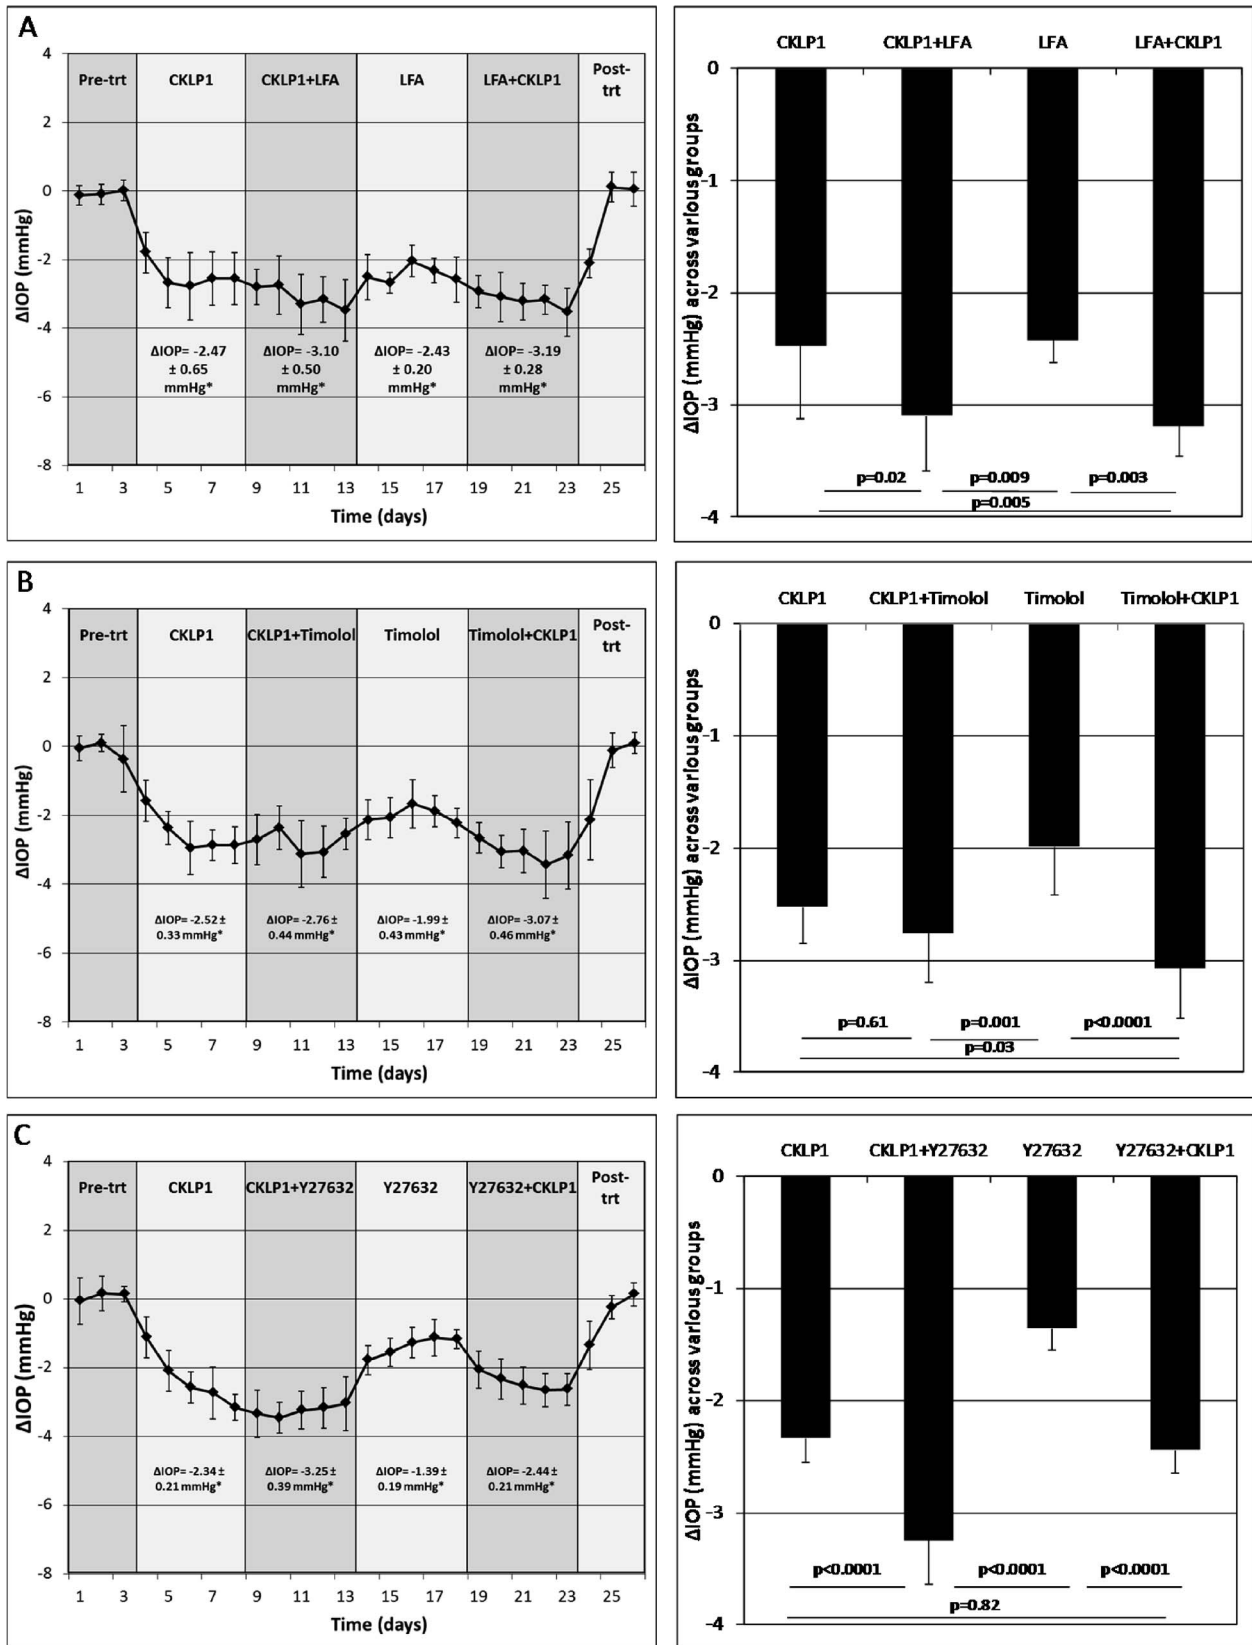 A
4
2
0
-2
-4
-6
-8
ΔIOP (mmHg)
Pre-trt
CKLP1
CKLP1+LFA
LFA
LFA+CKLP1
Post-
trt
ΔIOP= -2.47
± 0.65
mmHg*
ΔIOP= -3.10
± 0.50
mmHg*
ΔIOP= -2.43
± 0.20
mmHg*
ΔIOP= -3.19
± 0.28
mmHg*
1 3 5 7 9 11 13 15 17 19 21 23 25
Time (days)
CKLP1 CKLP1+LFA LFA LFA+CKLP1
0
-1
-2
-3
-4
ΔIOP (mmHg) across various groups
p=0.02 p=0.009 p=0.003
p=0.005
B
4
2
0
-2
-4
-6
-8
ΔIOP (mmHg)
Pre-trt
CKLP1
CKLP1+Timolol
Timolol
Timolol+CKLP1
Post-
trt
ΔIOP= -2.52 ±
0.33 mmHg*
ΔIOP= -2.76 ±
0.44 mmHg*
ΔIOP= -1.99 ±
0.43 mmHg*
ΔIOP= -3.07 ±
0.46 mmHg*
1 3 5 7 9 11 13 15 17 19 21 23 25
Time (days)
CKLP1 CKLP1+Timolol Timolol Timolol+CKLP1
0
-1
-2
-3
-4
ΔIOP (mmHg) across various groups
p=0.61 p=0.001 p<0.0001
p=0.03
C
4
2
0
-2
-4
-6
-8
ΔIOP (mmHg)
Pre-trt
CKLP1
CKLP1+Y27632
Y27632
Y27632+CKLP1
Post-
trt
ΔIOP= -2.34 ±
0.21 mmHg*
ΔIOP= -3.25 ±
0.39 mmHg*
ΔIOP= -1.39 ±
0.19 mmHg*
ΔIOP= -2.44 ±
0.21 mmHg*
1 3 5 7 9 11 13 15 17 19 21 23 25
Time (days)
CKLP1 CKLP1+Y27632 Y27632 Y27632+CKLP1
0
-1
-2
-3
-4
ΔIOP (mmHg) across various groups
p<0.0001 p<0.0001 p<0.0001
p=0.82